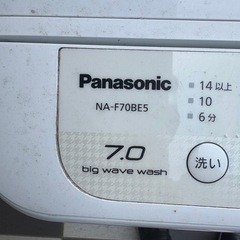 Panasonic
NA-F70BE5
14以上
10
6分
7.0
big wave wash
洗い